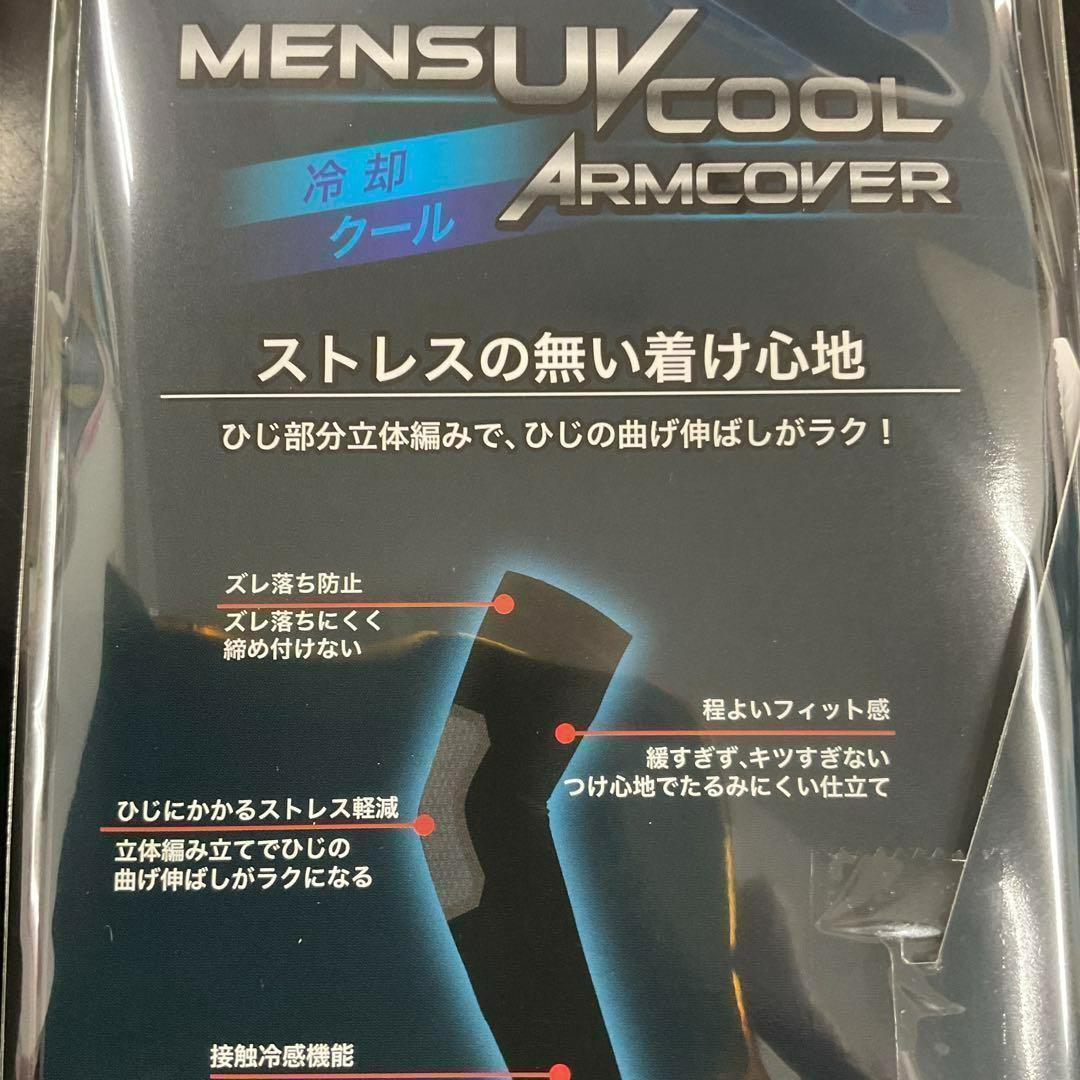 MENS UV COOL
ARMCOVER
冷却
クール
ストレスの無い着け心地
ひじ部分立体編みで、ひじの曲げ伸ばしがラク！
ズレ落ち防止
ズレ落ちにくく
締め付けない
程よいフィット感
緩すぎず、キツすぎない
つけ心地でたるみにくい仕立て
ひじにかかるストレス軽減
立体編み立てでひじの
曲げ伸ばしがラクになる
接触冷感機能